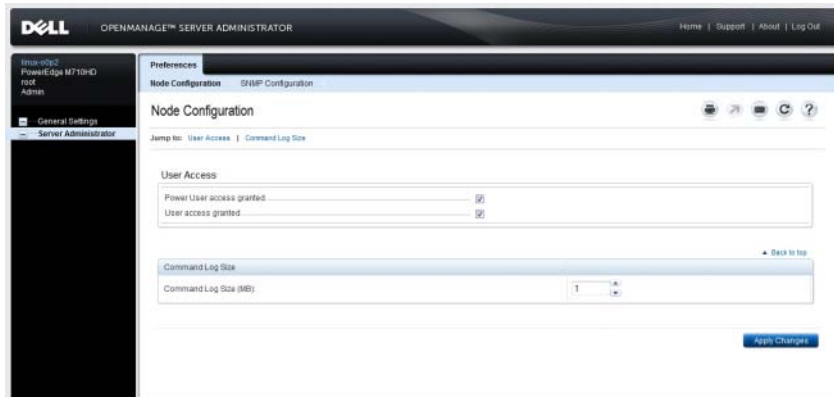 DELL
OPENMANAGE™ SERVER ADMINISTRATOR
Home | Support | About | Log Out
linux-o0p2
PowerEdge M710HD
root
Admin
General Settings
Server Administrator
Preferences
Node Configuration SNMP Configuration
Node Configuration
Jump to: User Access | Command Log Size
User Access
Power User access granted
User access granted
Back to top
Command Log Size
Command Log Size (MB) 1
Apply Changes